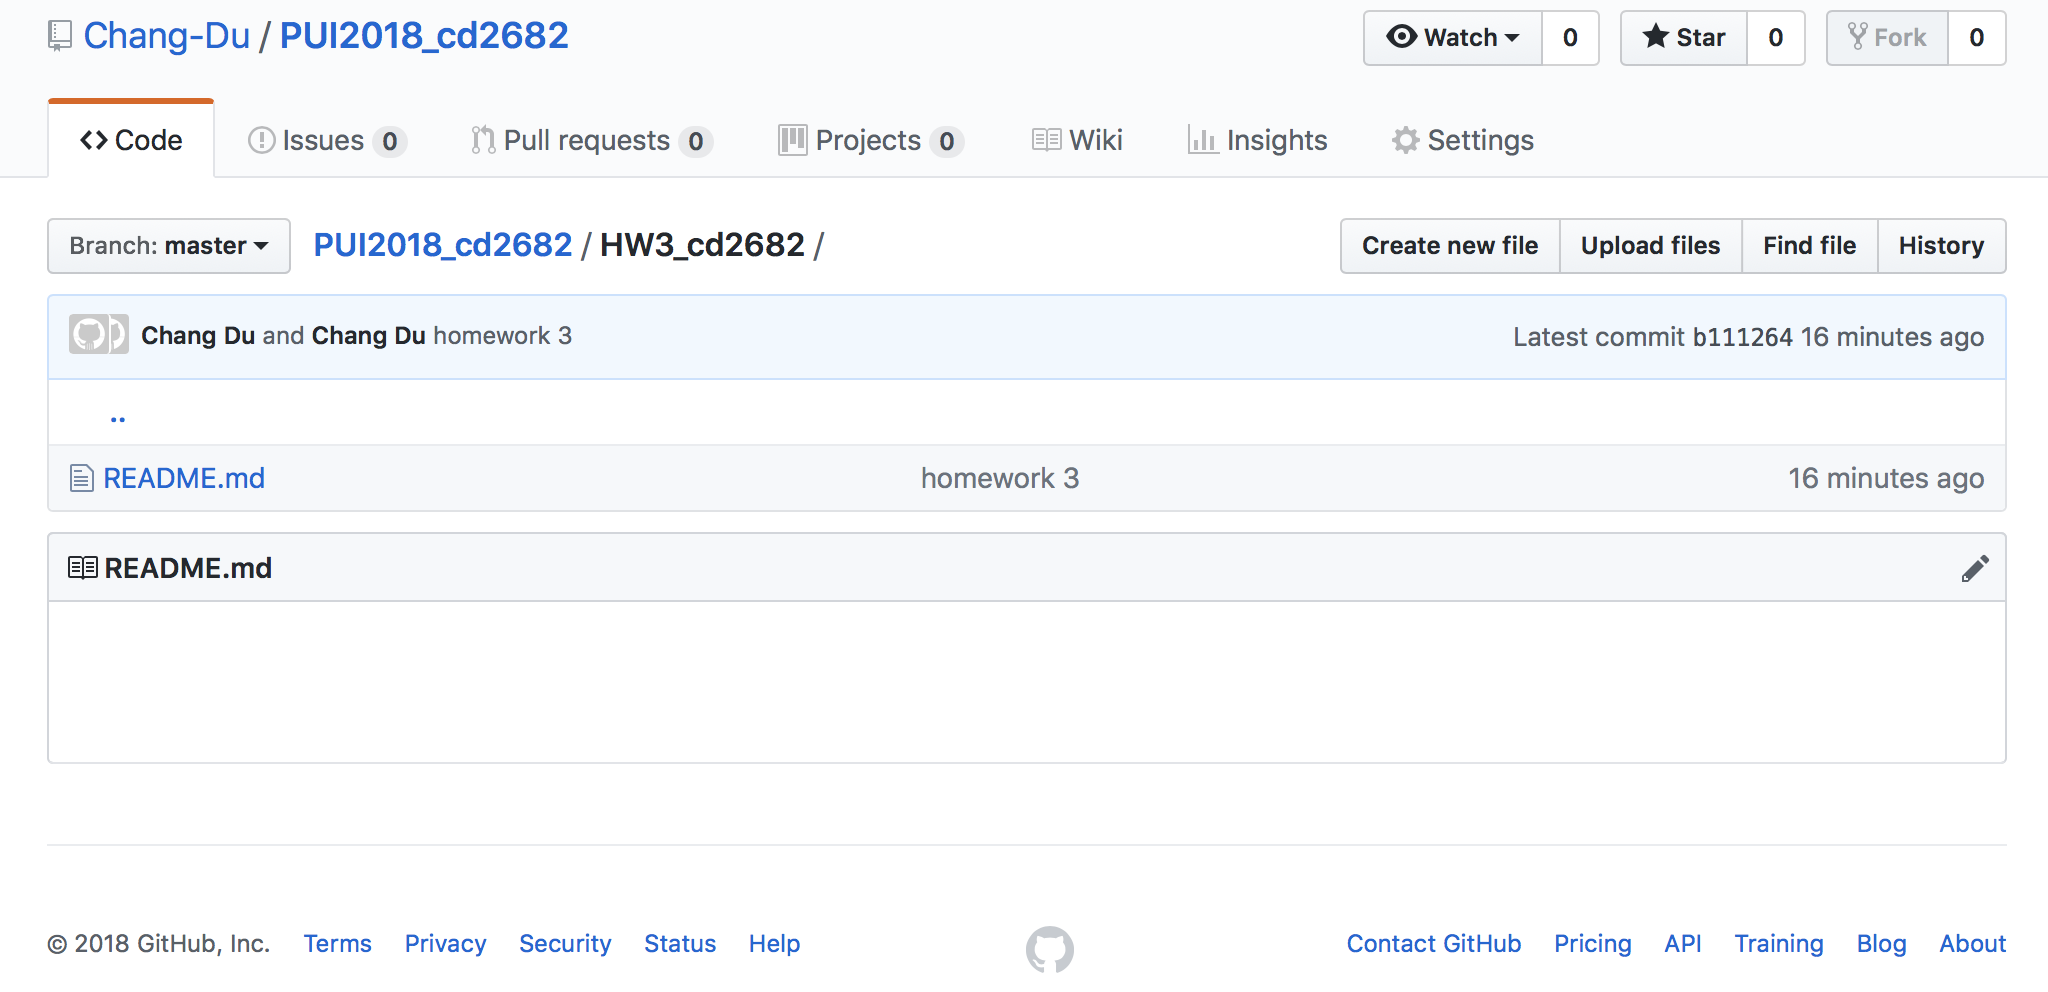 Chang-Du / PUI2018_cd2682 Watch 0 Star 0 Fork 0
Code Issues 0 Pull requests 0 Projects 0 Wiki Insights Settings
Branch: master PUI2018_cd2682 / HW3_cd2682 / Create new file Upload files Find file History
Chang Du and Chang Du homework 3 Latest commit b111264 16 minutes ago
..
README.md homework 3 16 minutes ago
README.md
© 2018 GitHub, Inc. Terms Privacy Security Status Help Contact GitHub Pricing API Training Blog About